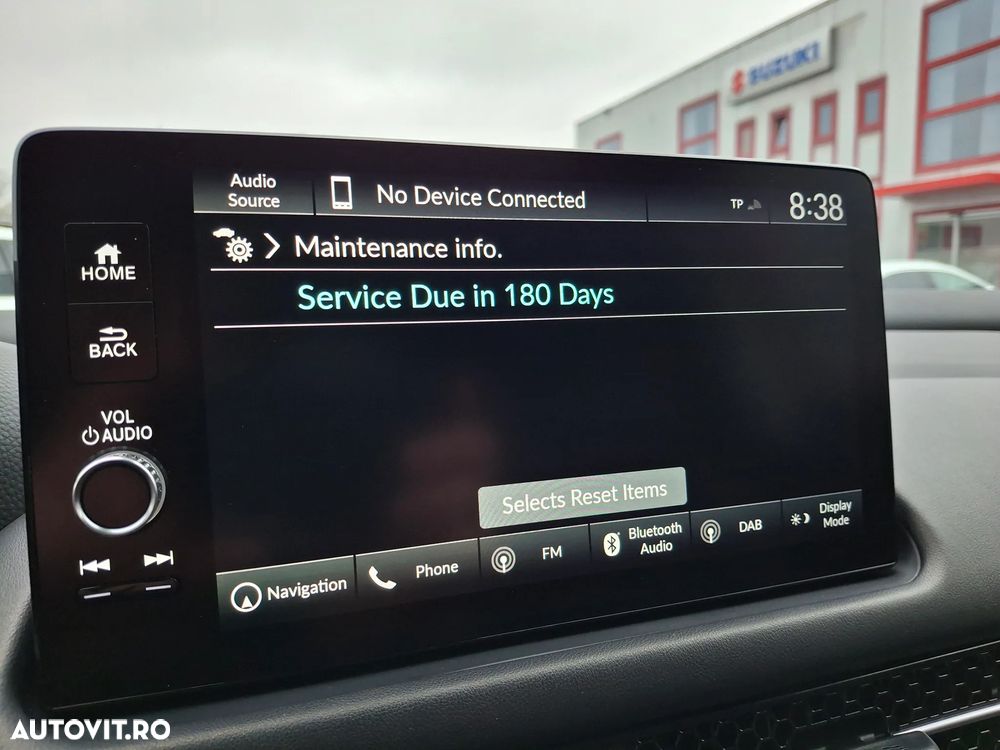 SUZUKI
Audio
Source
No Device Connected
TP
8:38
HOME
Maintenance info.
Service Due in 180 Days
BACK
VOL
AUDIO
Selects Reset Items
Navigation
Phone
FM
Bluetooth
Audio
DAB
Display
Mode
AUTOVIT.RO